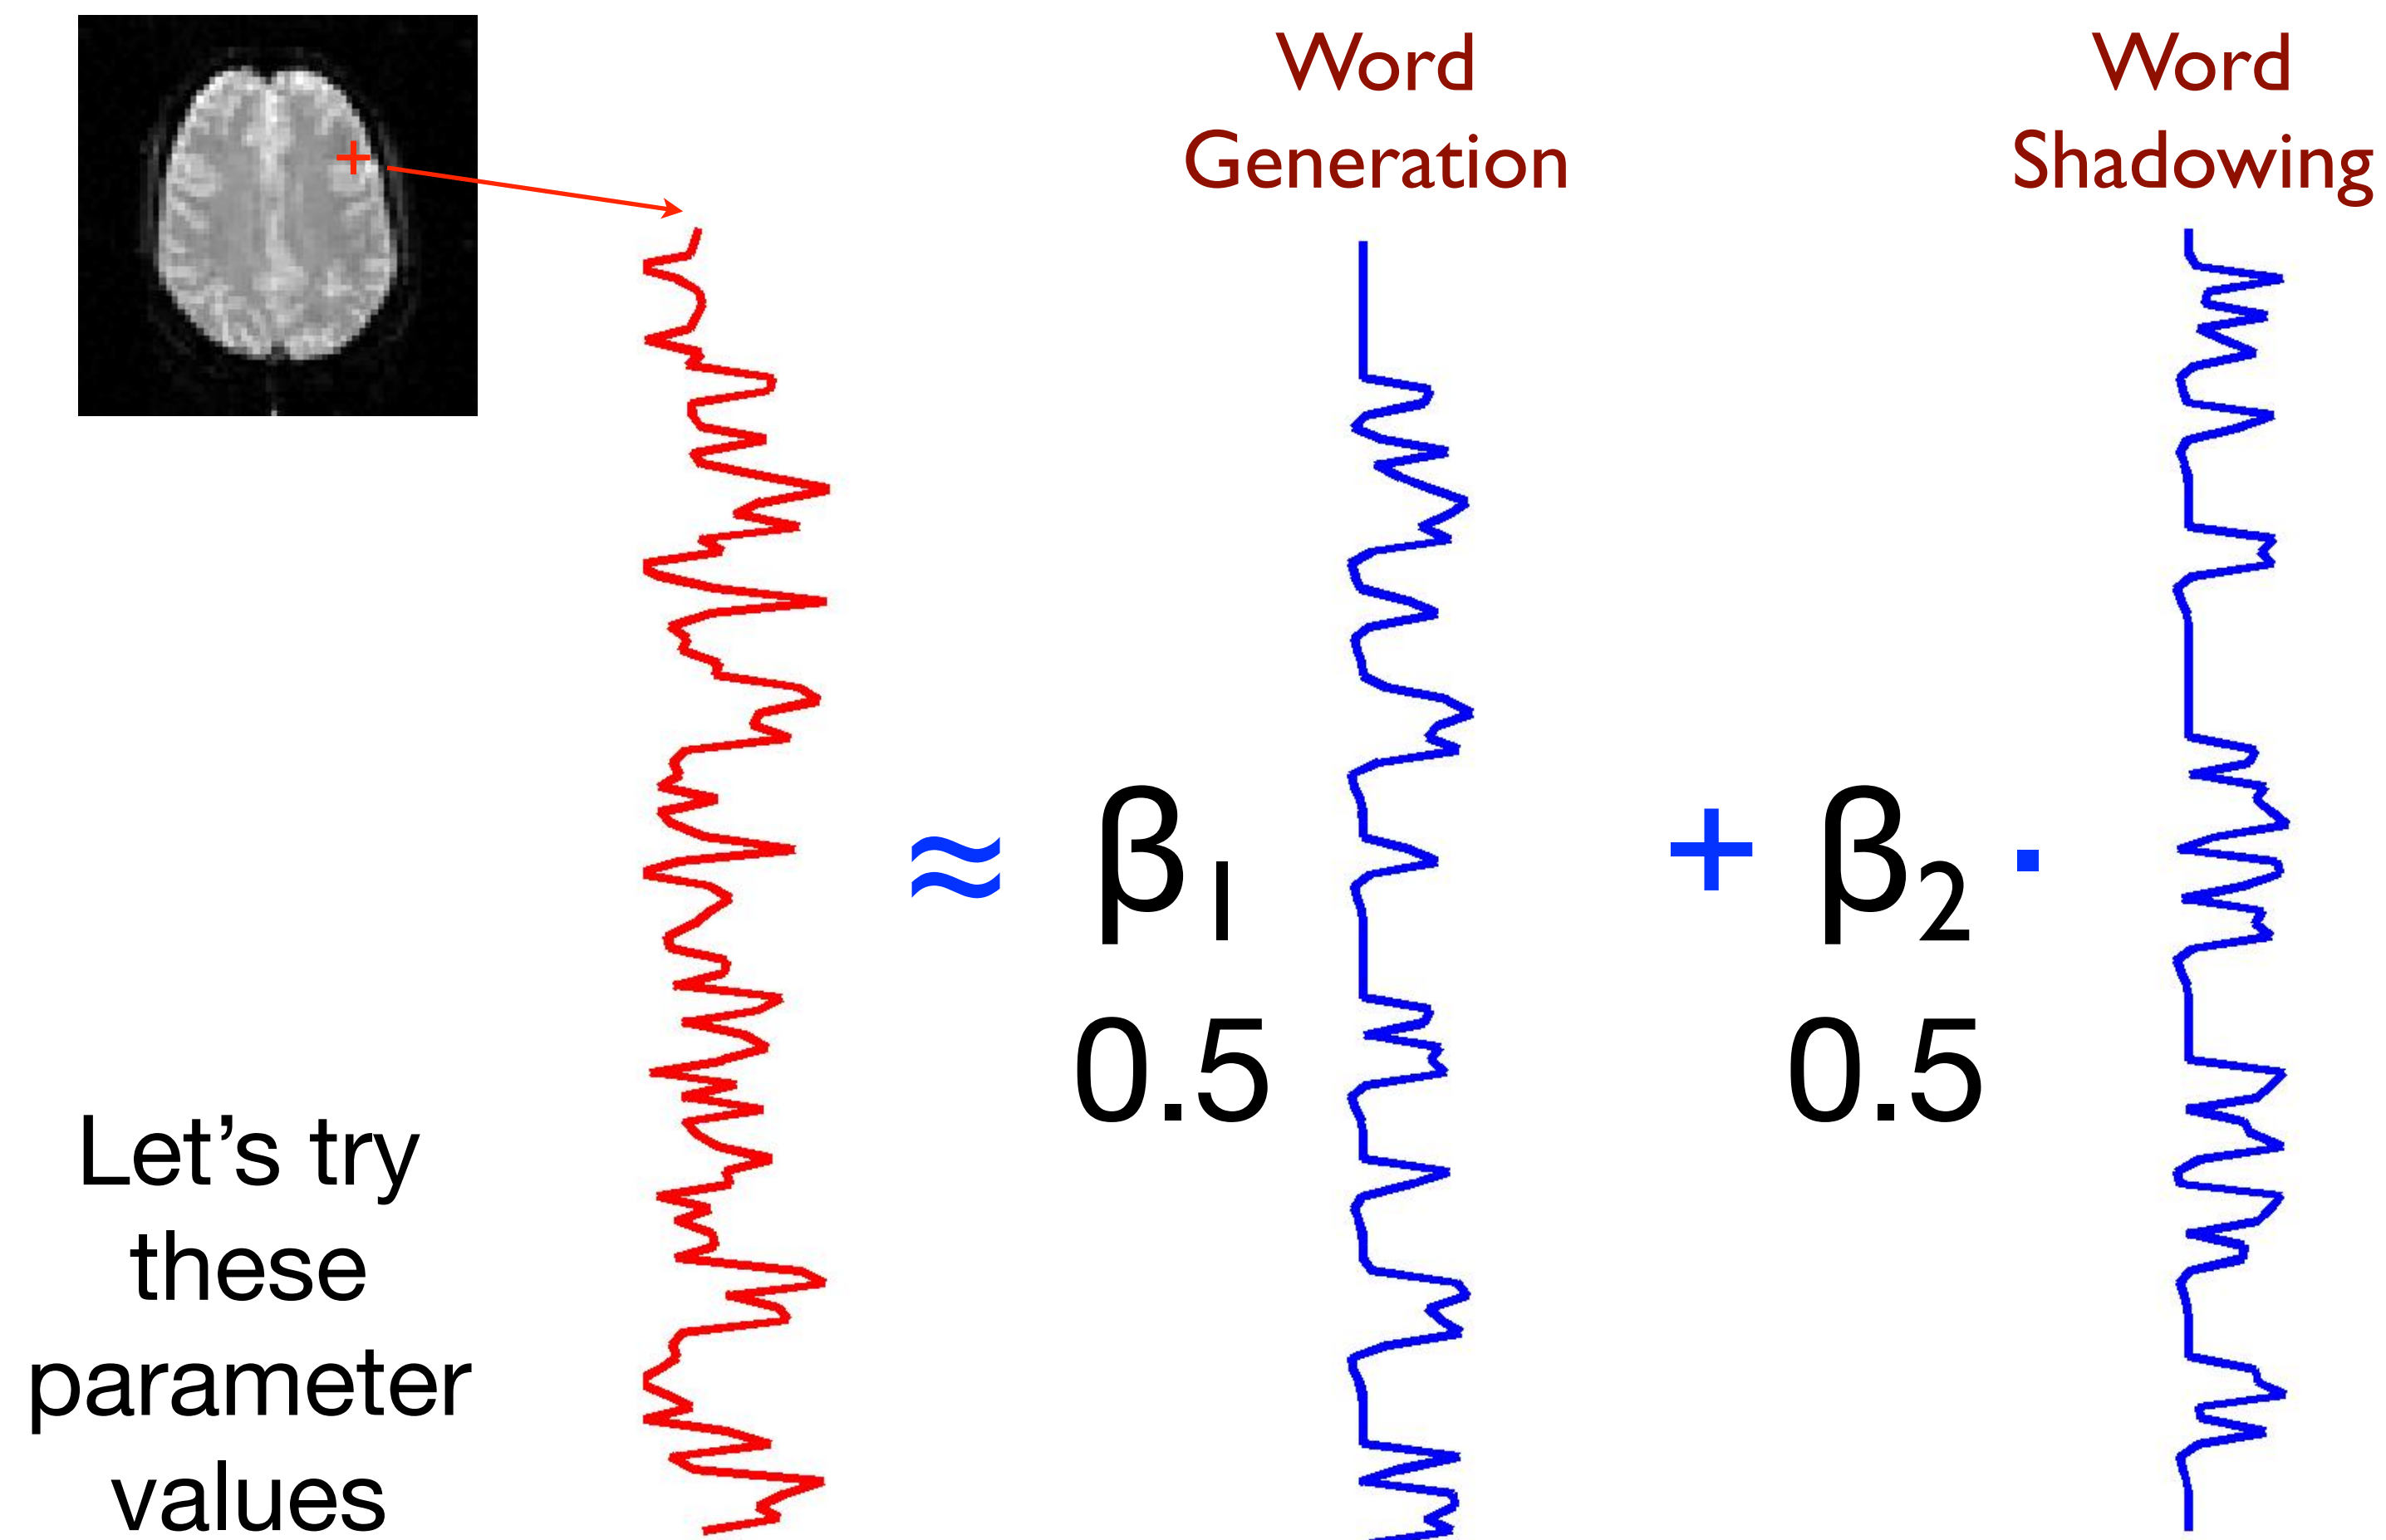 Word
Generation
Word
Shadowing
≈ β1 + β2 ·
0.5 0.5
Let’s try
these
parameter
values